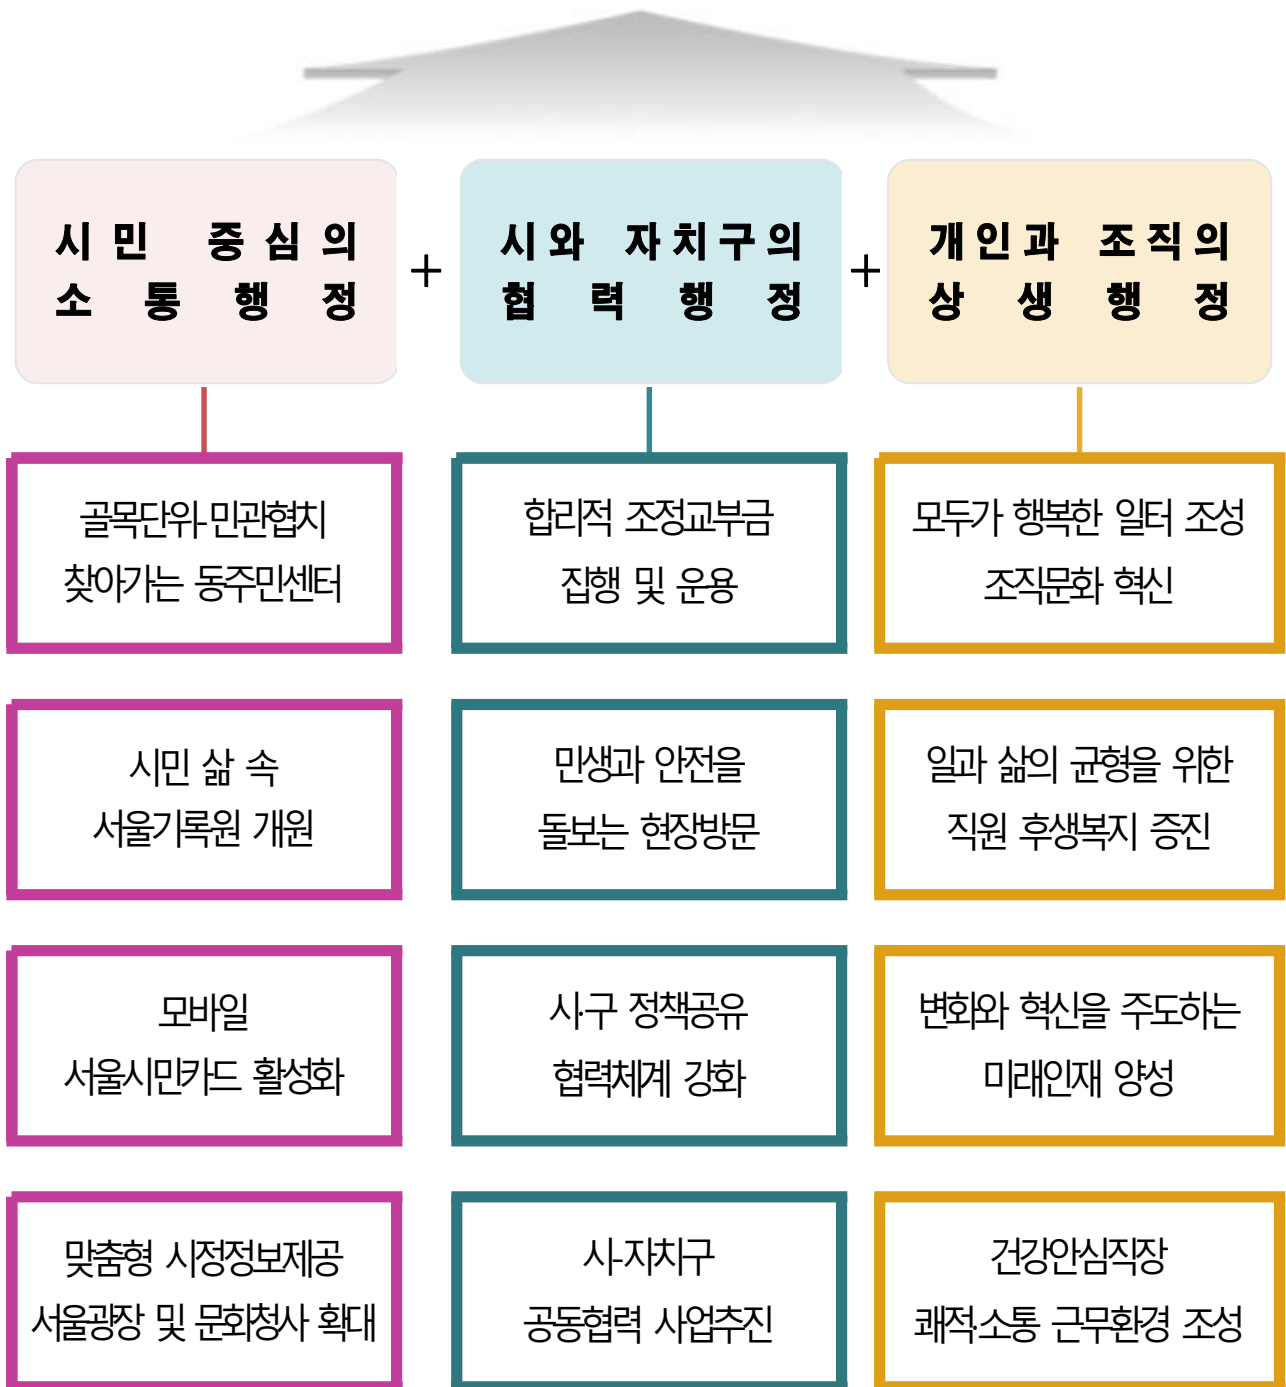 시민 중심의
소통행정
+
시와 자치구의
협력행정
+
개인과 조직의
상생행정
골목단위-민관협치
찾아가는 동주민센터
시민 삶 속
서울기록원 개원
모바일
서울시민카드 활성화
맞춤형 시정정보제공
서울광장 및 문화청사 확대
합리적 조정교부금
집행 및 운용
민생과 안전을
돌보는 현장방문
시·구 정책공유
협력체계 강화
시-자치구
공동협력 사업추진
모두가 행복한 일터 조성
조직문화 혁신
일과 삶의 균형을 위한
직원 후생복지 증진
변화와 혁신을 주도하는
미래인재 양성
건강안심직장
쾌적·소통 근무환경 조성